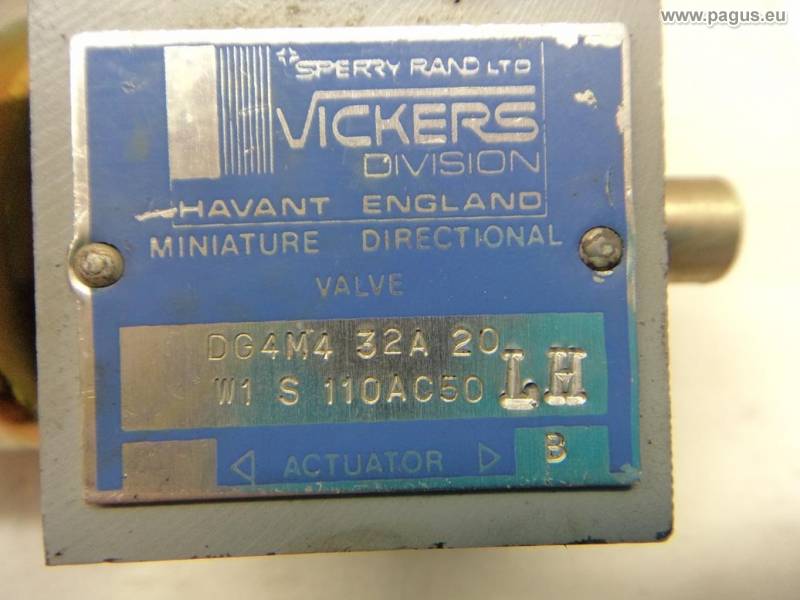 www.pagus.eu
SPERRY RAND LTD
VICKERS
DIVISION
HAVANT ENGLAND
MINIATURE DIRECTIONAL
VALVE
DG4M4 32A 20
W1 S 110AC50 LH
ACTUATOR B